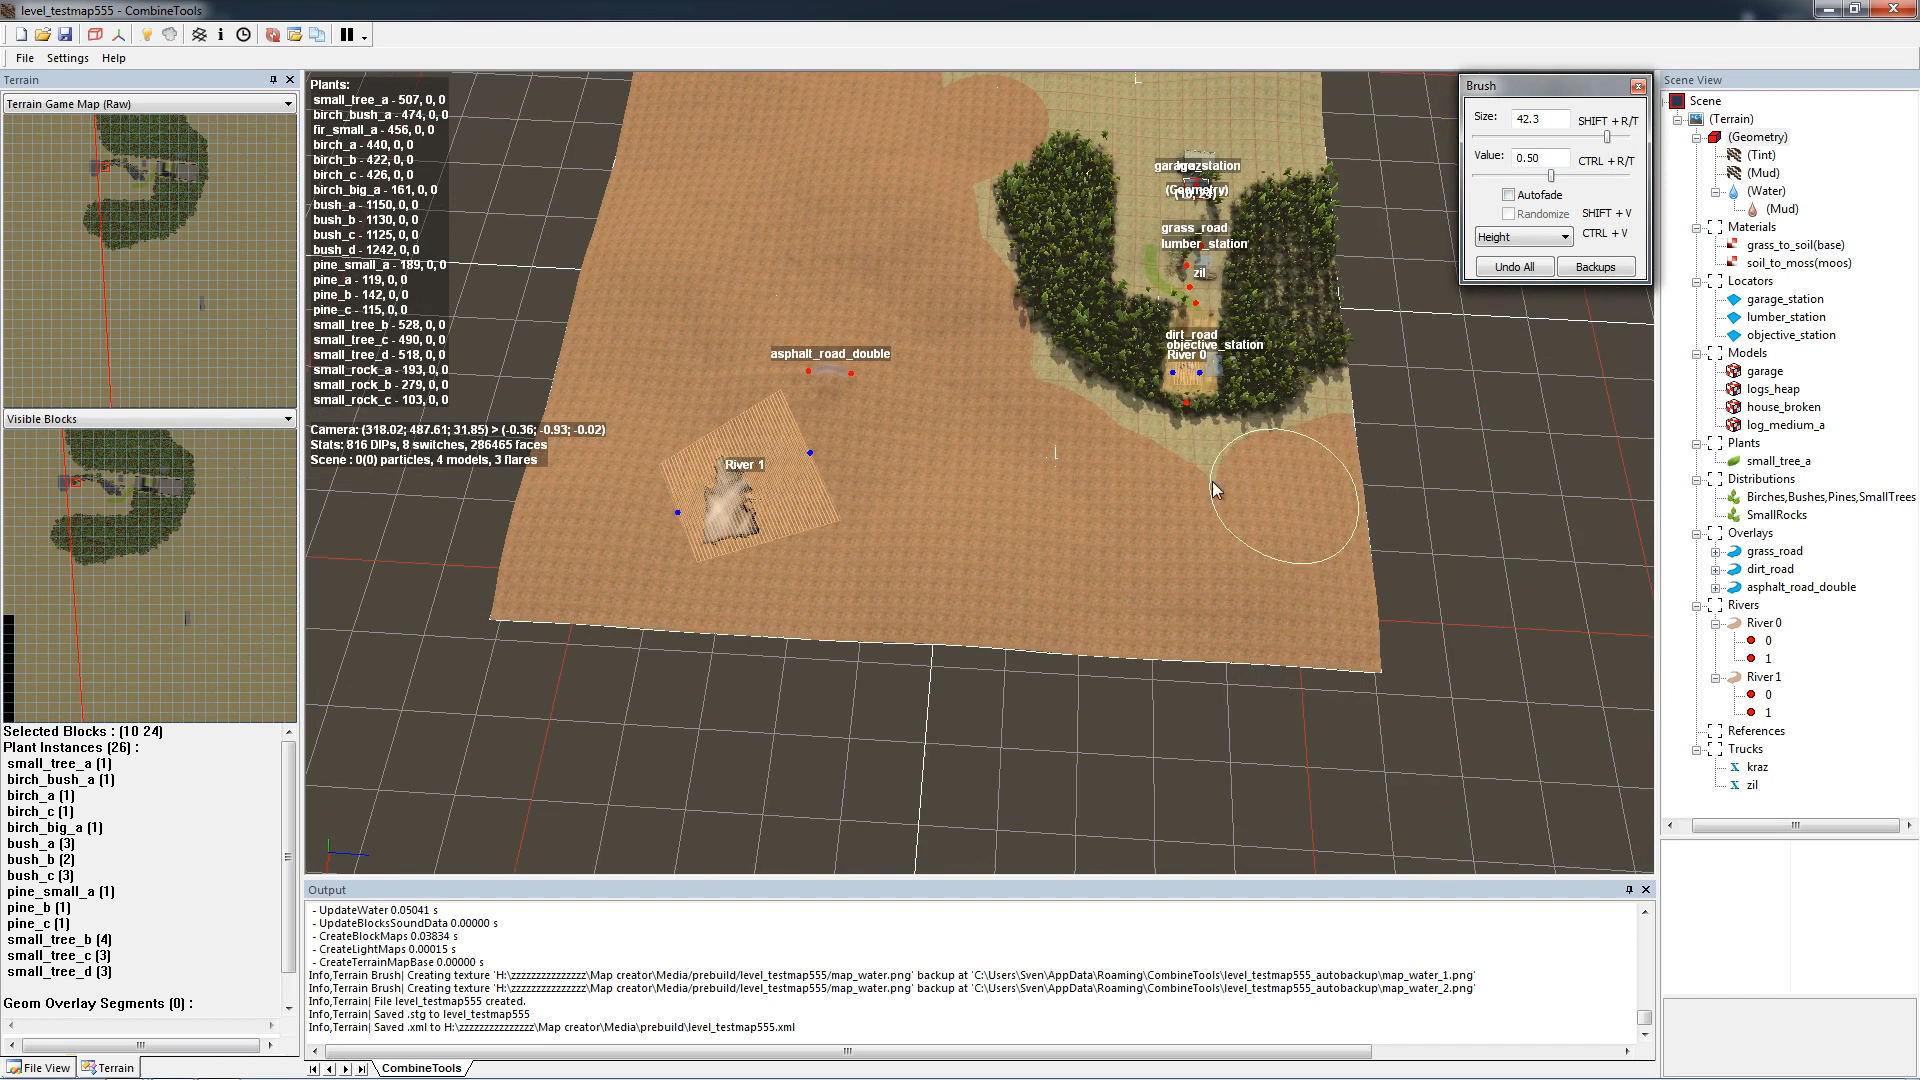 level_testmap555 - CombineTools
File Settings Help
Terrain
Terrain Game Map (Raw)
Visible Blocks
Selected Blocks : (10 24)
Plant Instances (26) :
small_tree_a (1)
birch_bush_a (1)
birch_a (1)
birch_c (1)
birch_big_a (1)
bush_a (3)
bush_b (2)
bush_c (3)
pine_small_a (1)
pine_b (1)
pine_c (1)
small_tree_b (4)
small_tree_c (3)
small_tree_d (3)
Geom Overlay Segments (0) :
File View
Terrain
Plants:
small_tree_a - 507, 0, 0
birch_bush_a - 474, 0, 0
fir_small_a - 456, 0, 0
birch_a - 440, 0, 0
birch_b - 422, 0, 0
birch_c - 426, 0, 0
birch_big_a - 161, 0, 0
bush_a - 1150, 0, 0
bush_b - 1130, 0, 0
bush_c - 1125, 0, 0
bush_d - 1242, 0, 0
pine_small_a - 189, 0, 0
pine_a - 119, 0, 0
pine_b - 142, 0, 0
pine_c - 115, 0, 0
small_tree_b - 528, 0, 0
small_tree_c - 490, 0, 0
small_tree_d - 518, 0, 0
small_rock_a - 193, 0, 0
small_rock_b - 279, 0, 0
small_rock_c - 103, 0, 0
Camera: (318.02; 487.61; 31.85) > (-0.36; -0.93; -0.02)
Stats: 816 DIPs, 8 switches, 286465 faces
Scene : 0(0) particles, 4 models, 3 flares
(Geometry)
grass_road
lumber_station
zil
dirt_road
objective_station
River 0
asphalt_road_double
River 1
Brush
Size: 42.3 SHIFT + R/T
Value: 0.50 CTRL + R/T
Autofade
Randomize SHIFT + V
Height CTRL + V
Undo All Backups
Output
- UpdateWater 0.05041 s
- UpdateBlocksSoundData 0.00000 s
- CreateBlockMaps 0.03834 s
- CreateLightMaps 0.00015 s
- CreateTerrainMapBase 0.00000 s
Info,Terrain Brush| Creating texture 'H:\zzzzzzzzzzzzzzz\Map creator\Media/prebuild/level_testmap555/map_water.png' backup at 'C:\Users\Sven\AppData\Roaming\CombineTools\level_testmap555_autobackup\map_water_1.png'
Info,Terrain Brush| Creating texture 'H:\zzzzzzzzzzzzzzz\Map creator\Media/prebuild/level_testmap555/map_water.png' backup at 'C:\Users\Sven\AppData\Roaming\CombineTools\level_testmap555_autobackup\map_water_2.png'
Info,Terrain| File level_testmap555 created.
Info,Terrain| Saved .stg to level_testmap555
Info,Terrain| Saved .xml to H:\zzzzzzzzzzzzzzz\Map creator\Media\prebuild\level_testmap555.xml
CombineTools
Scene View
Scene
(Terrain)
(Geometry)
(Tint)
(Mud)
(Water)
(Mud)
Materials
grass_to_soil(base)
soil_to_moss(moos)
Locators
garage_station
lumber_station
objective_station
Models
garage
logs_heap
house_broken
log_medium_a
Plants
small_tree_a
Distributions
Birches,Bushes,Pines,SmallTrees
SmallRocks
Overlays
grass_road
dirt_road
asphalt_road_double
Rivers
River 0
0
1
River 1
0
1
References
Trucks
kraz
zil